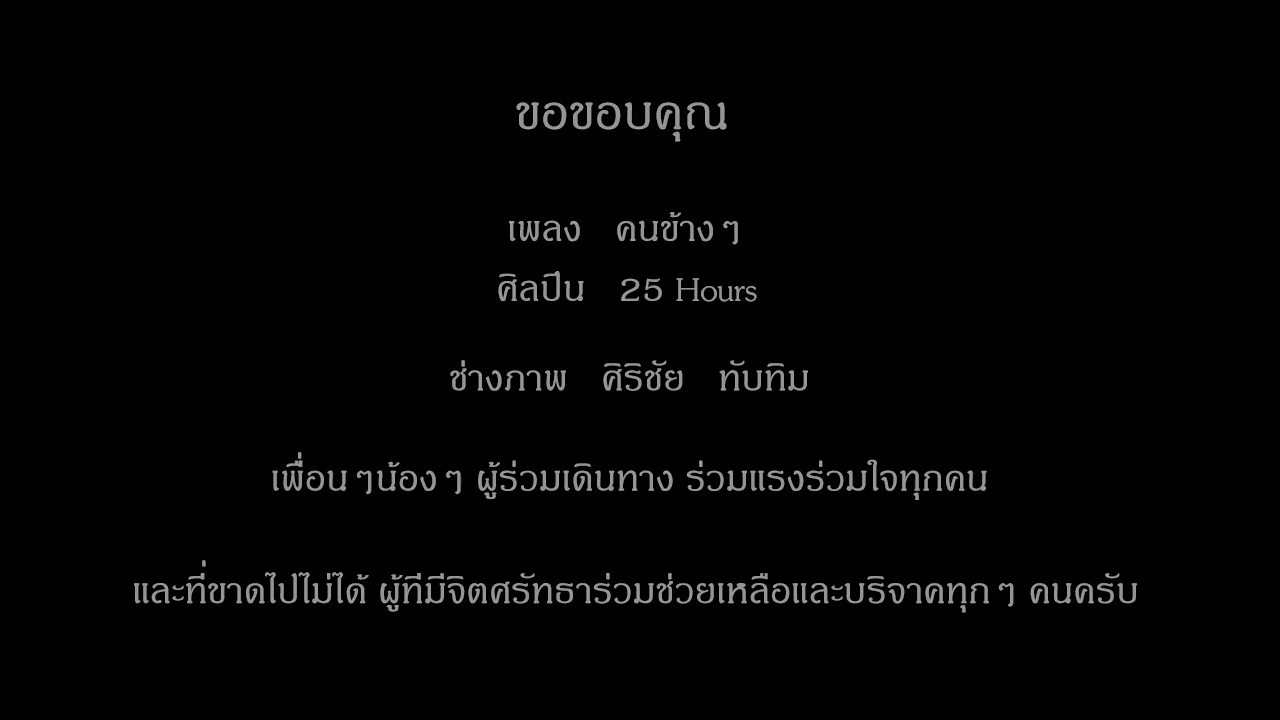 ขอขอบคุณ
เพลง คนข้าง ๆ
ศิลปิน 25 Hours
ช่างภาพ ศิริชัย ทับทิม
เพื่อน ๆน้อง ๆ ผู้ร่วมเดินทาง ร่วมแรงร่วมใจทุกคน
และที่ขาดไปไม่ได้ ผู้ทีมีจิตศรัทธาร่วมช่วยเหลือและบริจาคทุก ๆ คนครับ